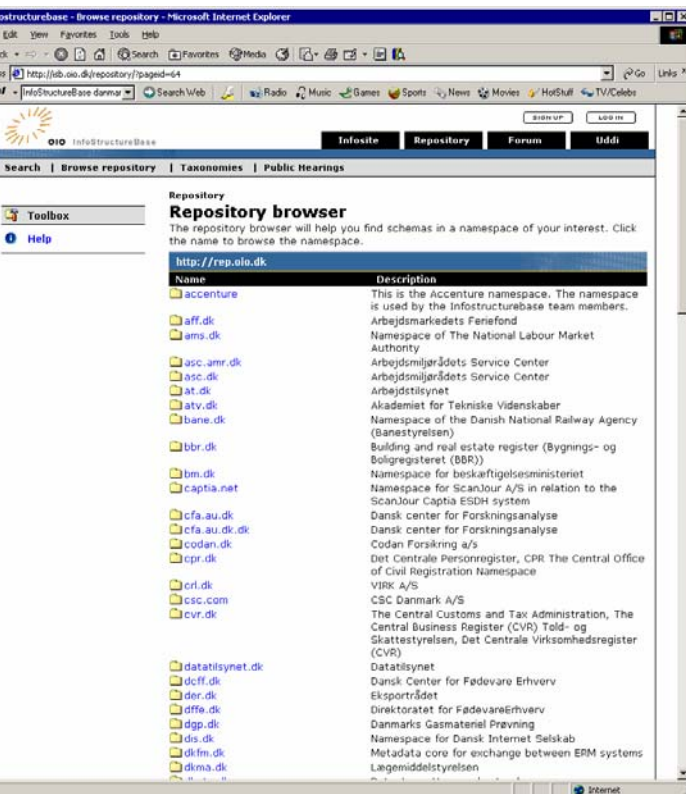 ostructurebase - Browse repository - Microsoft Internet Explorer
Edit View Favorites Tools Help
Search Favorites Media
http://isb.oio.dk/repository/?pageid=64
Go Links
InfoStructureBase danmar Search Web Radio Music Games Sports News Movies HotStuff TV/Celebs
SIGN UP LOG IN
OIO InfoStructureBase
Infosite Repository Forum Uddi
Search | Browse repository | Taxonomies | Public Hearings
Repository
Toolbox
Repository browser
Help
The repository browser will help you find schemas in a namespace of your interest. Click
the name to browse the namespace.
http://rep.oio.dk
Name Description
accenture This is the Accenture namespace. The namespace
is used by the Infostructurebase team members.
aff.dk Arbejdsmarkedets Feriefond
ams.dk Namespace of The National Labour Market
Authority
asc.amr.dk Arbejdsmiljørådets Service Center
asc.dk Arbejdsmiljørådets Service Center
at.dk Arbejdstilsynet
atv.dk Akademiet for Tekniske Videnskaber
bane.dk Namespace of the Danish National Railway Agency
(Banestyrelsen)
bbr.dk Building and real estate register (Bygnings- og
Boligregisteret (BBR))
bm.dk Namespace for beskæftigelsesministeriet
captia.net Namespace for ScanJour A/S in relation to the
ScanJour Captia ESDH system
cfa.au.dk Dansk center for Forskningsanalyse
cfa.au.dk.dk Dansk center for Forskningsanalyse
codan.dk Codan Forsikring a/s
cpr.dk Det Centrale Personregister, CPR The Central Office
of Civil Registration Namespace
crl.dk VIRK A/S
csc.com CSC Danmark A/S
cvr.dk The Central Customs and Tax Administration, The
Central Business Register (CVR) Told- og
Skattestyrelsen, Det Centrale Virksomhedsregister
(CVR)
datatilsynet.dk Datatilsynet
dcff.dk Dansk Center for Fødevare Erhverv
der.dk Eksportrådet
dffe.dk Direktoratet for FødevareErhverv
dgp.dk Danmarks Gasmateriel Prøvning
dis.dk Namespace for Dansk Internet Selskab
dkfm.dk Metadata core for exchange between ERM systems
dkma.dk Lægemiddelstyrelsen
Internet